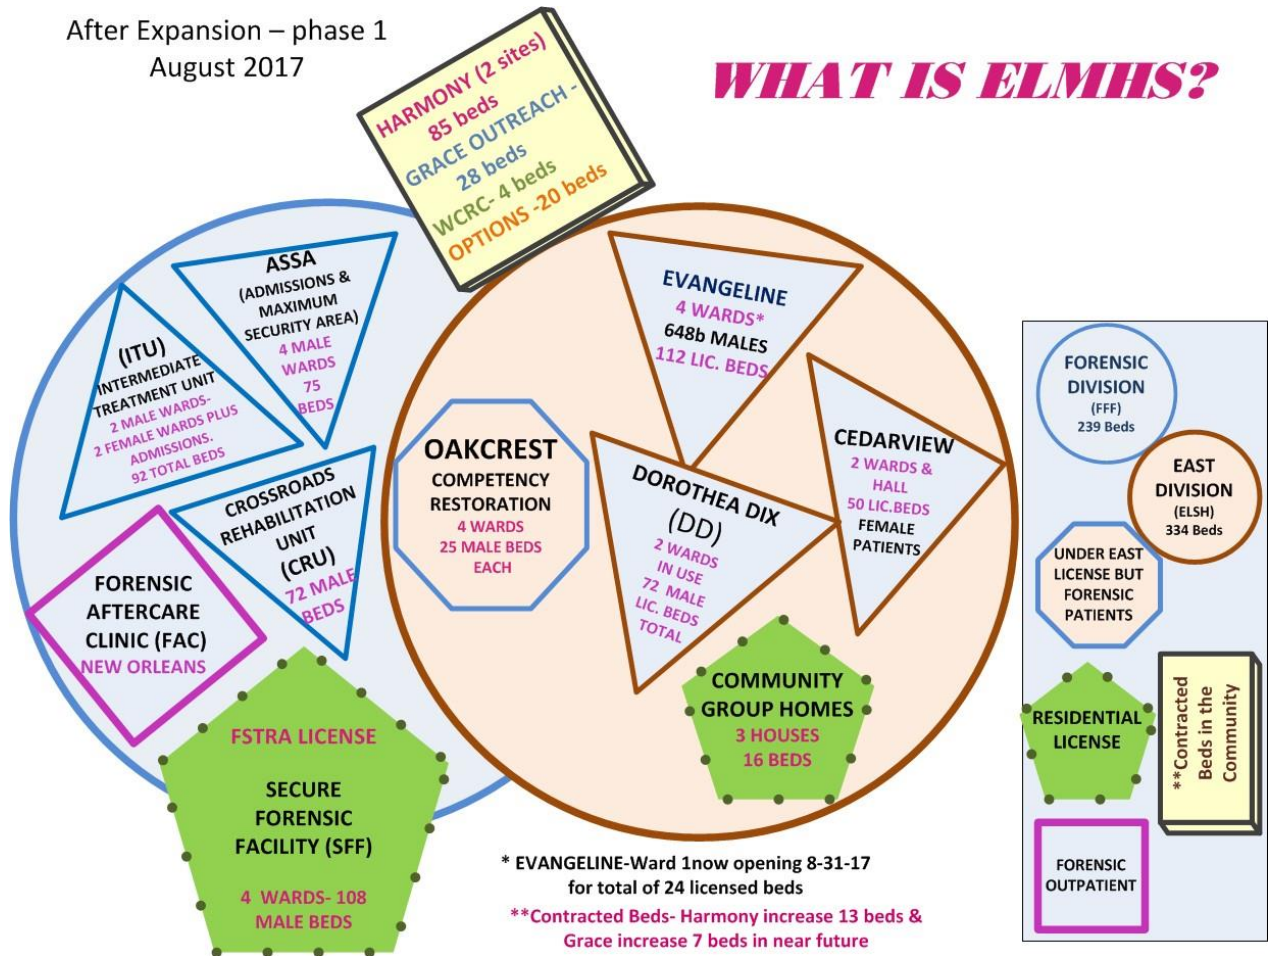 After Expansion – phase 1
August 2017
WHAT IS ELMHS?
HARMONY (2 sites)
85 beds
GRACE OUTREACH -
28 beds
WCRC- 4 beds
OPTIONS -20 beds
ASSA
(ADMISSIONS &
MAXIMUM
SECURITY AREA)
4 MALE
WARDS
75
BEDS
(ITU)
INTERMEDIATE
TREATMENT UNIT
2 MALE WARDS-
2 FEMALE WARDS PLUS
ADMISSIONS.
92 TOTAL BEDS
CROSSROADS
REHABILITATION
UNIT
(CRU)
72 MALE
BEDS
FORENSIC
AFTERCARE
CLINIC (FAC)
NEW ORLEANS
FSTRA LICENSE
SECURE
FORENSIC
FACILITY (SFF)
4 WARDS- 108
MALE BEDS
OAKCREST
COMPETENCY
RESTORATION
4 WARDS
25 MALE BEDS
EACH
EVANGELINE
4 WARDS*
648b MALES
112 LIC. BEDS
DOROTHEA DIX
(DD)
2 WARDS
IN USE
72 MALE
LIC. BEDS
TOTAL
CEDARVIEW
2 WARDS &
HALL
50 LIC.BEDS
FEMALE
PATIENTS
COMMUNITY
GROUP HOMES
3 HOUSES
16 BEDS
* EVANGELINE-Ward 1now opening 8-31-17
for total of 24 licensed beds
**Contracted Beds- Harmony increase 13 beds &
Grace increase 7 beds in near future
FORENSIC
DIVISION
(FFF)
239 Beds
EAST
DIVISION
(ELSH)
334 Beds
UNDER EAST
LICENSE BUT
FORENSIC
PATIENTS
RESIDENTIAL
LICENSE
**Contracted
Beds in the
Community
FORENSIC
OUTPATIENT